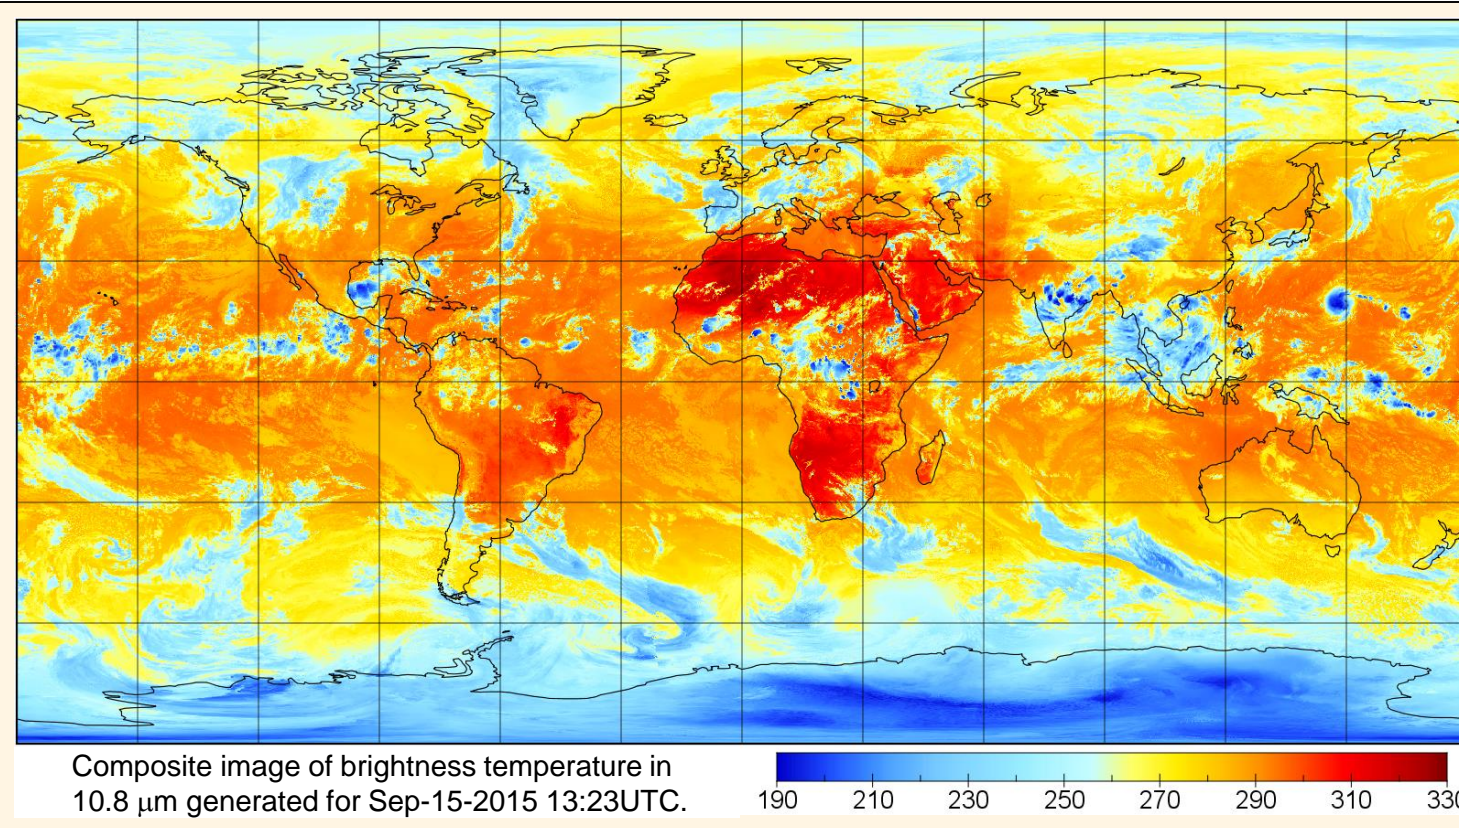 Composite image of brightness temperature in
10.8 μm generated for Sep-15-2015 13:23UTC.
190 210 230 250 270 290 310 330